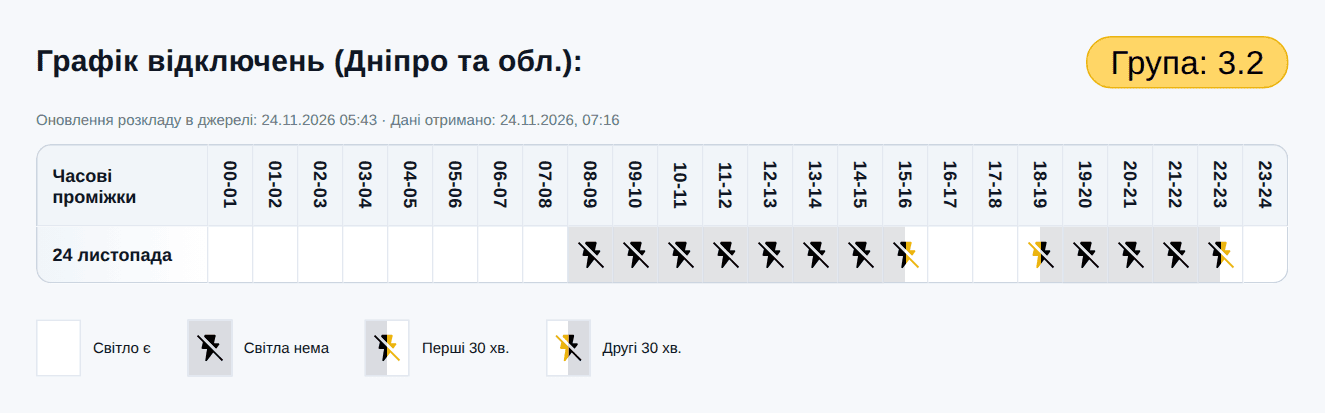 Графік відключень (Дніпро та обл.):
Група: 3.2
Оновлення розкладу в джерелі: 24.11.2026 05:43 · Дані отримано: 24.11.2026, 07:16
Часові
проміжки
00-01
01-02
02-03
03-04
04-05
05-06
06-07
07-08
08-09
09-10
10-11
11-12
12-13
13-14
14-15
15-16
16-17
17-18
18-19
19-20
20-21
21-22
22-23
23-24
24 листопада
Світло є
Світла нема
Перші 30 хв.
Другі 30 хв.